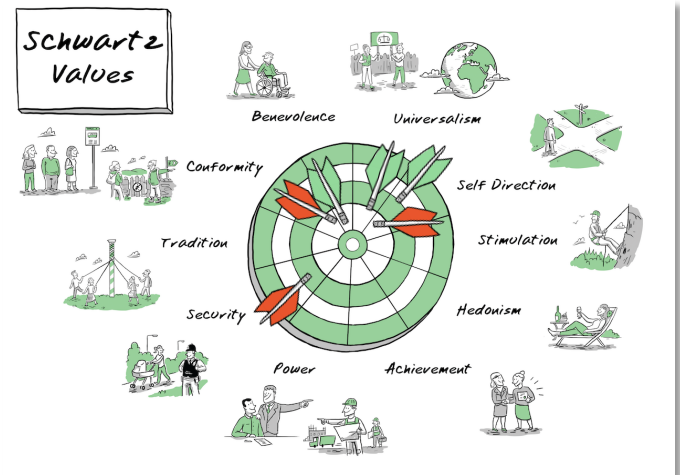 Schwartz
Values
Benevolence
Universalism
Conformity
Self Direction
Tradition
Stimulation
Security
Hedonism
Power
Achievement